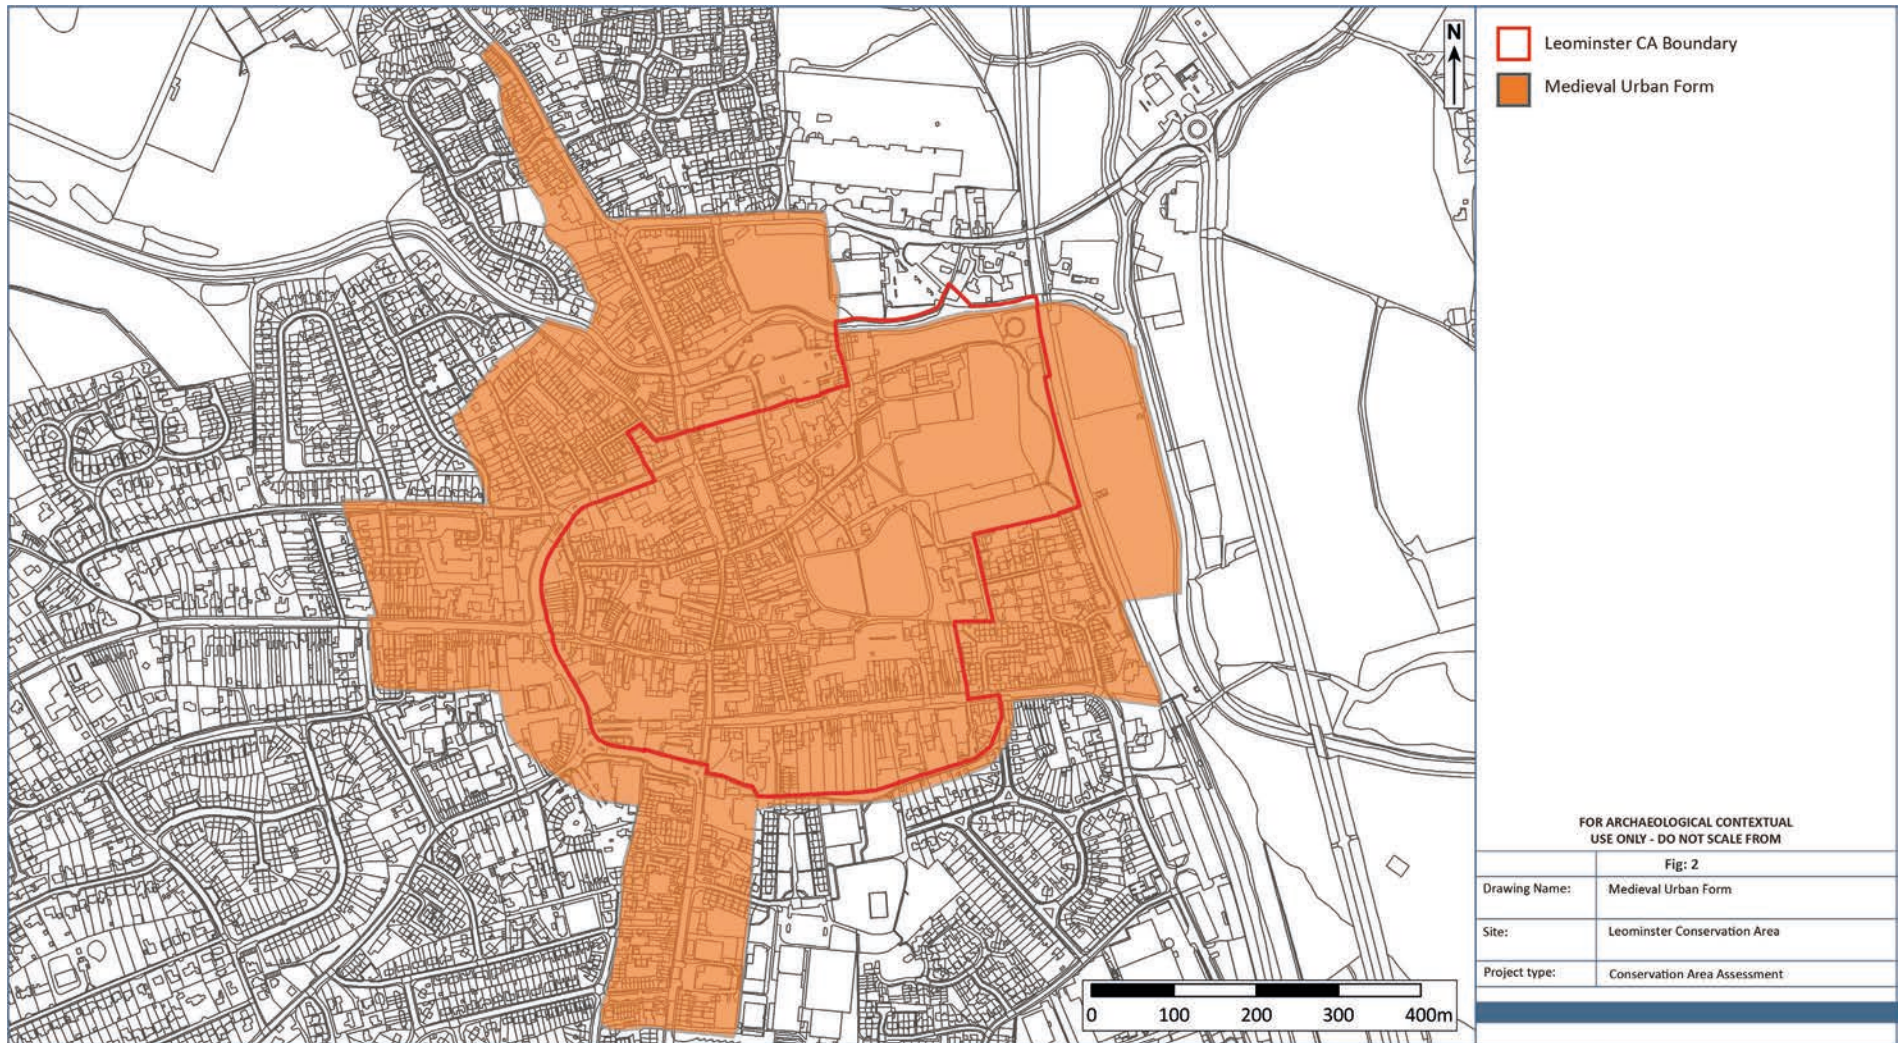 N
Leominster CA Boundary
Medieval Urban Form
FOR ARCHAEOLOGICAL CONTEXTUAL
USE ONLY - DO NOT SCALE FROM
Fig: 2
Drawing Name: Medieval Urban Form
Site: Leominster Conservation Area
Project type: Conservation Area Assessment
0 100 200 300 400m